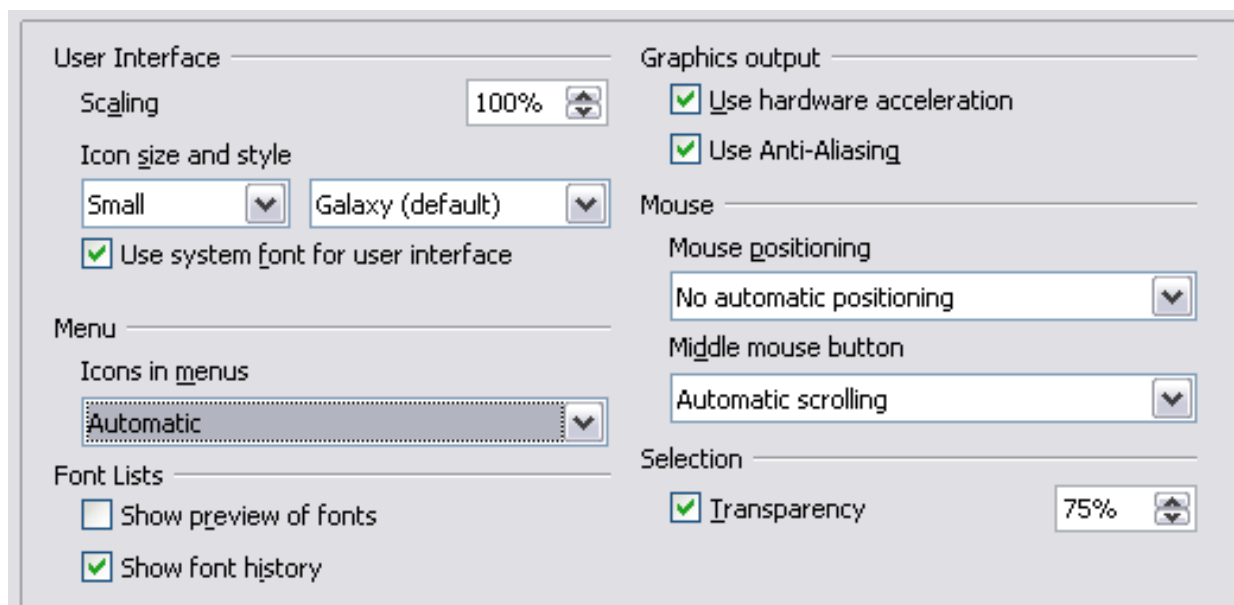 User Interface
Scaling 100%
Icon size and style
Small Galaxy (default)
Use system font for user interface
Menu
Icons in menus
Automatic
Font Lists
Show preview of fonts
Show font history
Graphics output
Use hardware acceleration
Use Anti-Aliasing
Mouse
Mouse positioning
No automatic positioning
Middle mouse button
Automatic scrolling
Selection
Transparency 75%